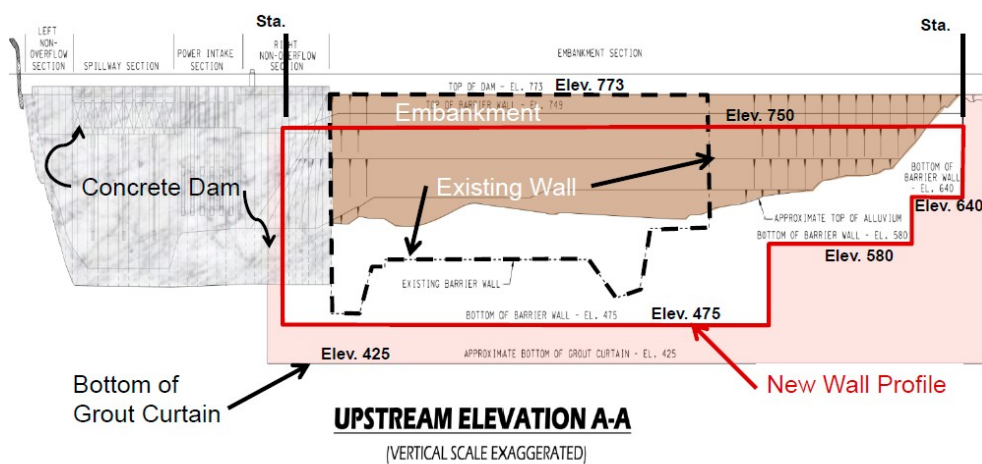 Sta.
Sta.
LEFT
NON-
OVERFLOW
SECTION
SPILLWAY SECTION
POWER INTAKE
SECTION
RIGHT
NON-OVERFLOW
SECTION
EMBANKMENT SECTION
TOP OF DAM - EL. 773
Elev. 773
TOP OF BARRIER WALL - EL. 749
Embankment
Elev. 750
Concrete Dam
Existing Wall
BOTTOM OF
BARRIER WALL
- EL. 640
Elev. 640
APPROXIMATE TOP OF ALLUVIUM
BOTTOM OF BARRIER WALL - EL. 580
Elev. 580
EXISTING BARRIER WALL
BOTTOM OF BARRIER WALL - EL. 475
Elev. 475
Elev. 425
APPROXIMATE BOTTOM OF GROUT CURTAIN - EL. 425
Bottom of
Grout Curtain
New Wall Profile
UPSTREAM ELEVATION A-A
(VERTICAL SCALE EXAGGERATED)